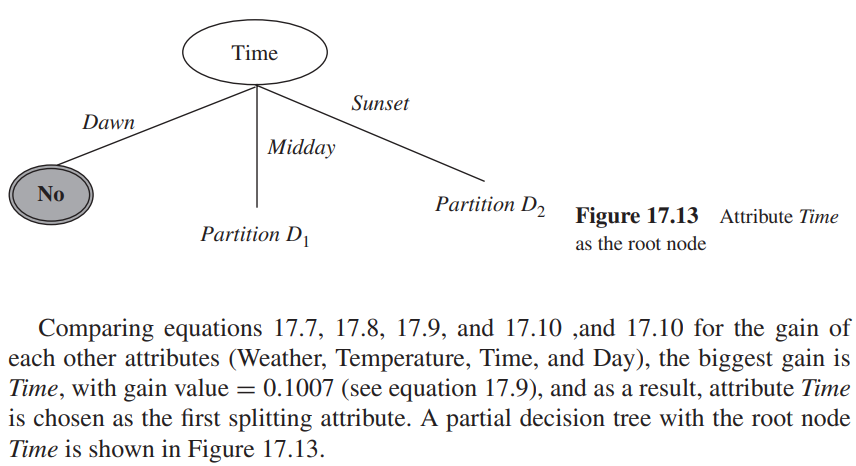 Time
Dawn
Sunset
Midday
No
Partition D2
Partition D1
Figure 17.13 Attribute Time
as the root node
Comparing equations 17.7, 17.8, 17.9, and 17.10 ,and 17.10 for the gain of
each other attributes (Weather, Temperature, Time, and Day), the biggest gain is
Time, with gain value = 0.1007 (see equation 17.9), and as a result, attribute Time
is chosen as the first splitting attribute. A partial decision tree with the root node
Time is shown in Figure 17.13.